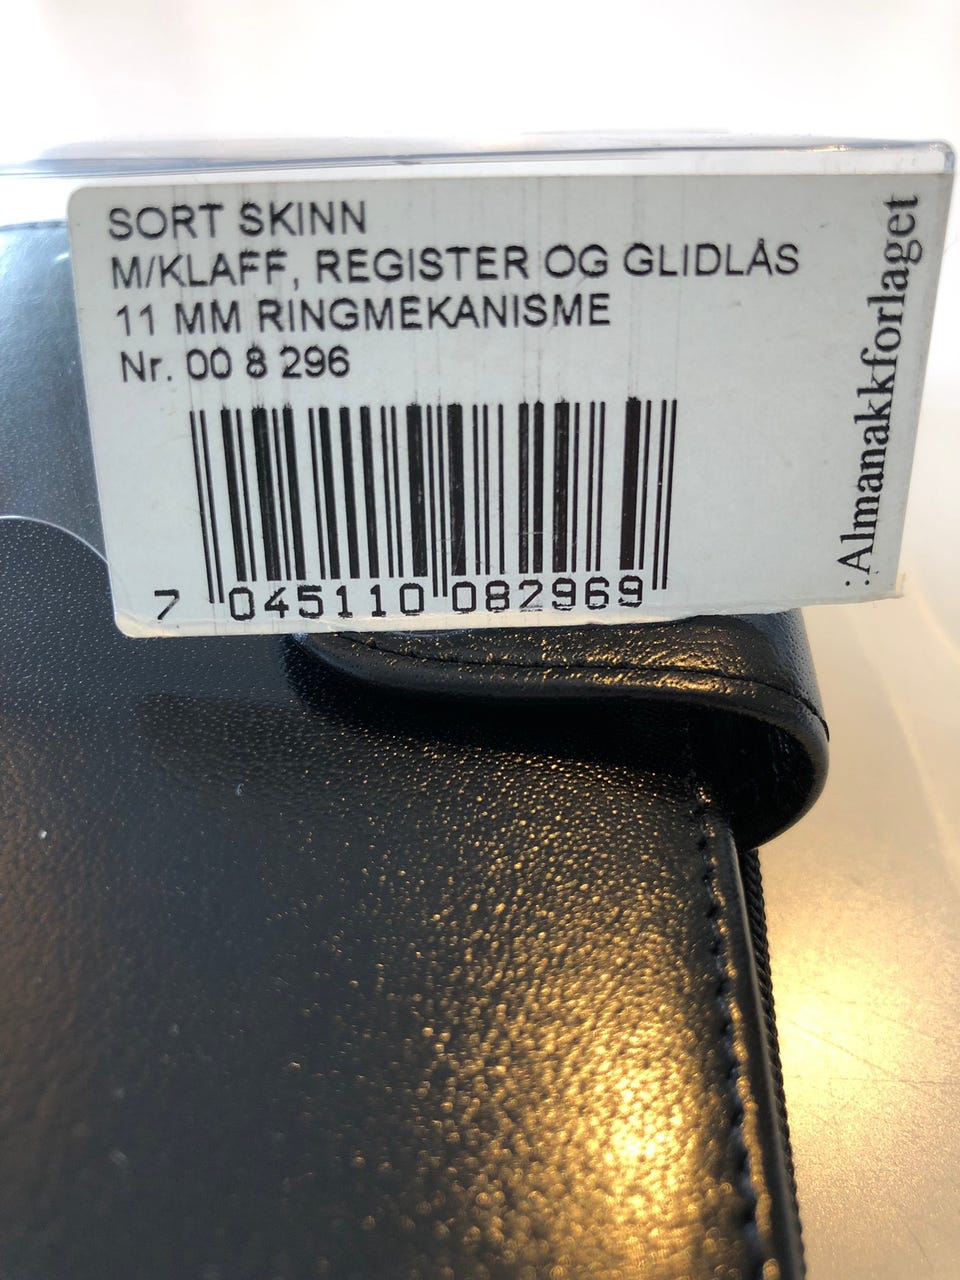 SORT SKINN
M/KLAFF, REGISTER OG GLIDLÅS
11 MM RINGMEKANISME
Nr. 00 8 296
7 045110 082969
:Almanakkforlaget